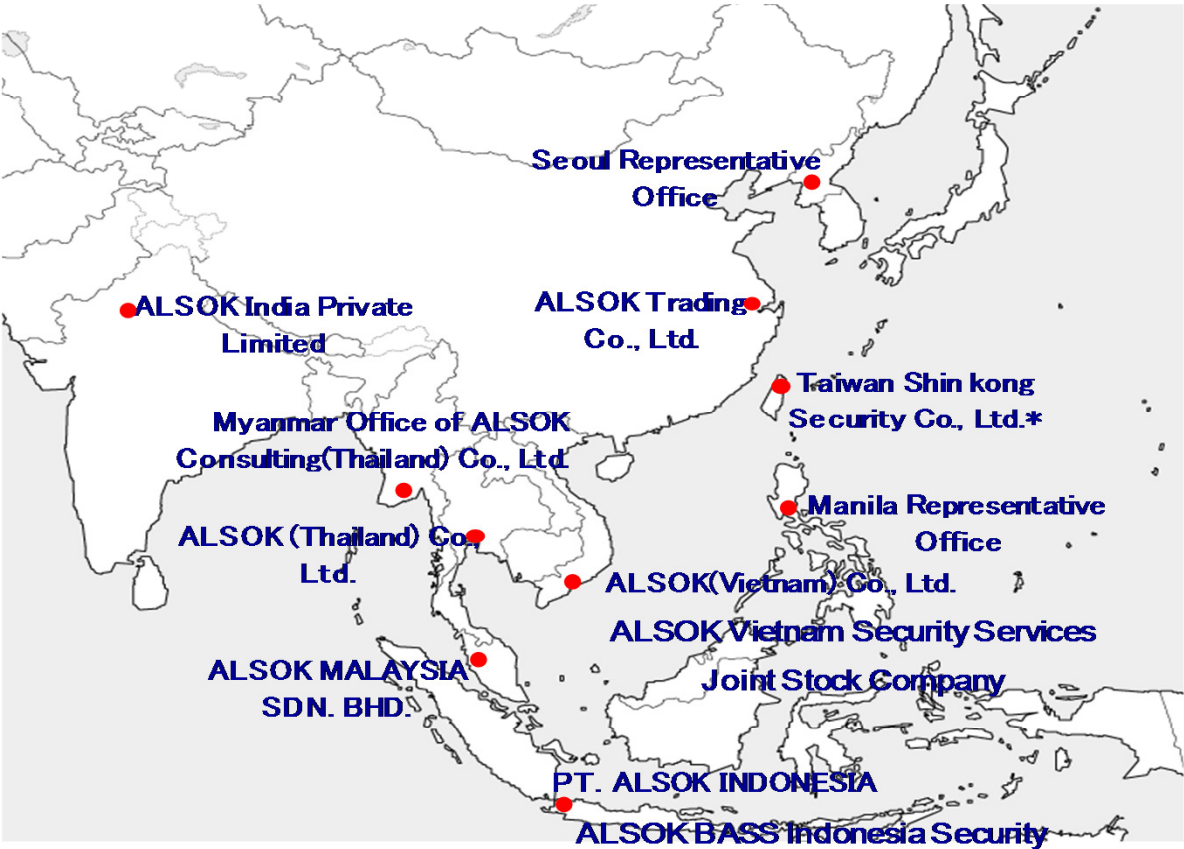 Seoul Representative
Office
ALSOK India Private
Limited
ALSOK Trading
Co., Ltd.
Taiwan Shin kong
Security Co., Ltd.*
Myanmar Office of ALSOK
Consulting(Thailand) Co., Ltd.
Manila Representative
Office
ALSOK (Thailand) Co.,
Ltd.
ALSOK(Vietnam) Co., Ltd.
ALSOK Vietnam Security Services
Joint Stock Company
ALSOK MALAYSIA
SDN. BHD.
PT. ALSOK INDONESIA
ALSOK BASS Indonesia Security